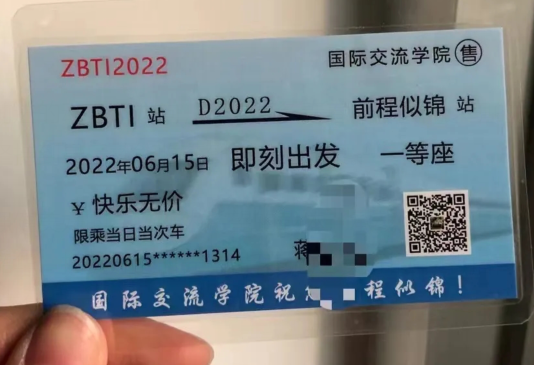 ZBTI2022 国际交流学院 售
ZBTI 站 D2022 前程似锦 站
2022年06月15日 即刻出发 一等座
¥ 快乐无价
限乘当日当次车
20220615******1314 蒋
国际交流学院祝 程似锦!